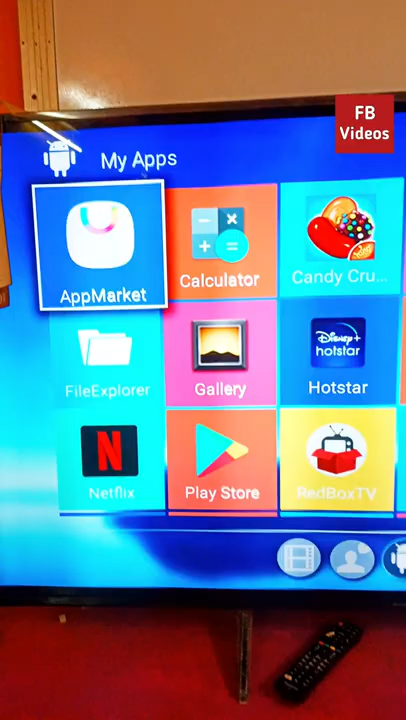 FB
Videos
My Apps
AppMarket
Calculator
Candy Cru...
FileExplorer
Gallery
Disney+
hotstar
Hotstar
N
Netflix
Play Store
RedBoxTV